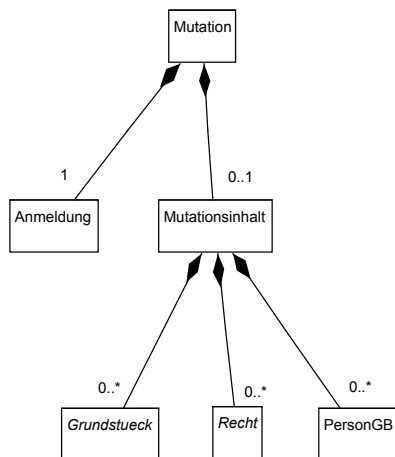 Mutation
1
0..1
Anmeldung
Mutationsinhalt
0..*
0..*
0..*
Grundstueck
Recht
PersonGB